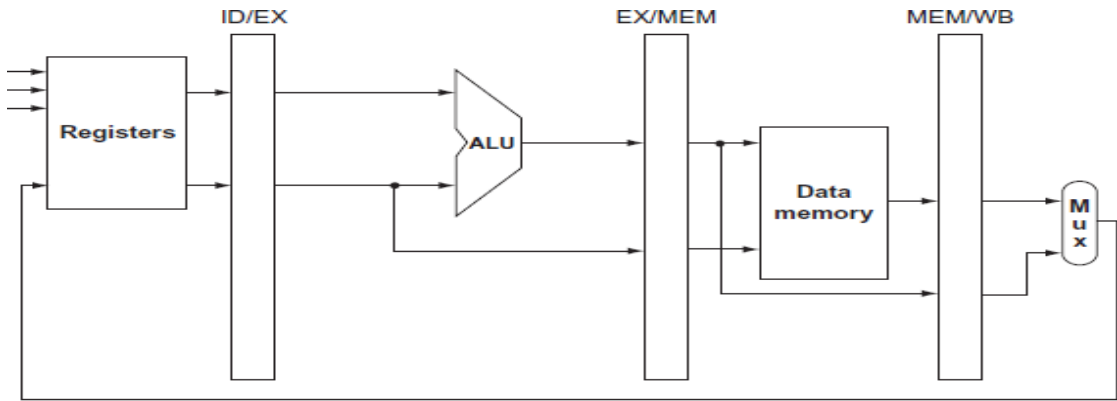 ID/EX
EX/MEM
MEM/WB
Registers
ALU
Data
memory
M
u
x